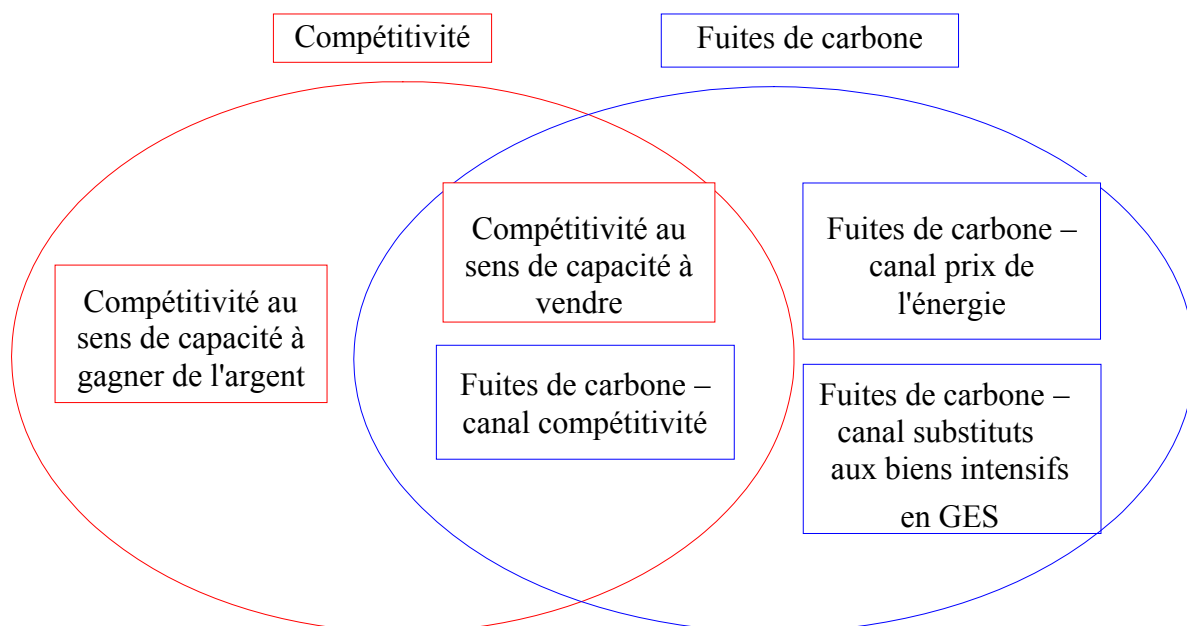 Compétitivité
Fuites de carbone
Compétitivité au
sens de capacité à
gagner de l'argent
Compétitivité au
sens de capacité à
vendre
Fuites de carbone –
canal compétitivité
Fuites de carbone –
canal prix de
l'énergie
Fuites de carbone –
canal substituts
aux biens intensifs
en GES